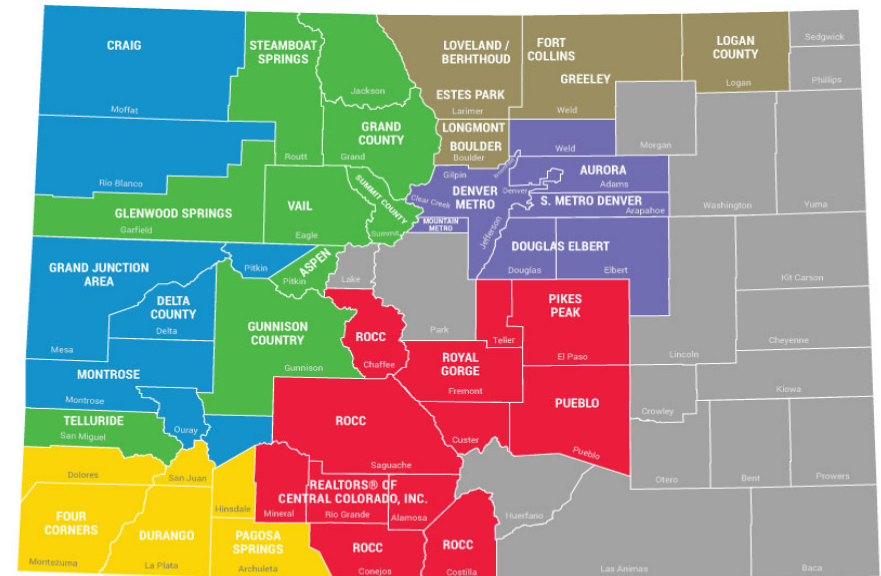 CRAIG
Moffat
STEAMBOAT
SPRINGS
Routt
Jackson
LOVELAND /
BERHTHOUD
ESTES PARK
Larimer
FORT
COLLINS
GREELEY
Weld
LOGAN
COUNTY
Logan
Sedgwick
Phillips
Rio Blanco
GRAND
COUNTY
Grand
LONGMONT
BOULDER
Boulder
Weld
Morgan
Washington
Yuma
GLENWOOD SPRINGS
Garfield
VAIL
Eagle
SUMMIT COUNTY
Summit
Gilpin
Clear Creek
DENVER
METRO
MOUNTAIN
METRO
Jefferson
Denver
AURORA
Adams
S. METRO DENVER
Arapahoe
DOUGLAS ELBERT
Douglas
Elbert
GRAND JUNCTION
AREA
Mesa
Pitkin
ASPEN
Pitkin
Lake
Park
Kit Carson
DELTA
COUNTY
Delta
GUNNISON
COUNTRY
Gunnison
ROCC
Chaffee
Teller
PIKES
PEAK
El Paso
Lincoln
Cheyenne
MONTROSE
Montrose
Ouray
ROYAL
GORGE
Fremont
Custer
PUEBLO
Pueblo
Crowley
Kiowa
TELLURIDE
San Miguel
ROCC
Saguache
Otero
Bent
Prowers
Dolores
San Juan
Hinsdale
REALTORS® OF
CENTRAL COLORADO, INC.
Mineral
Rio Grande
Alamosa
Huerfano
FOUR
CORNERS
Montezuma
DURANGO
La Plata
PAGOSA
SPRINGS
Archuleta
ROCC
Conejos
ROCC
Costilla
Las Animas
Baca